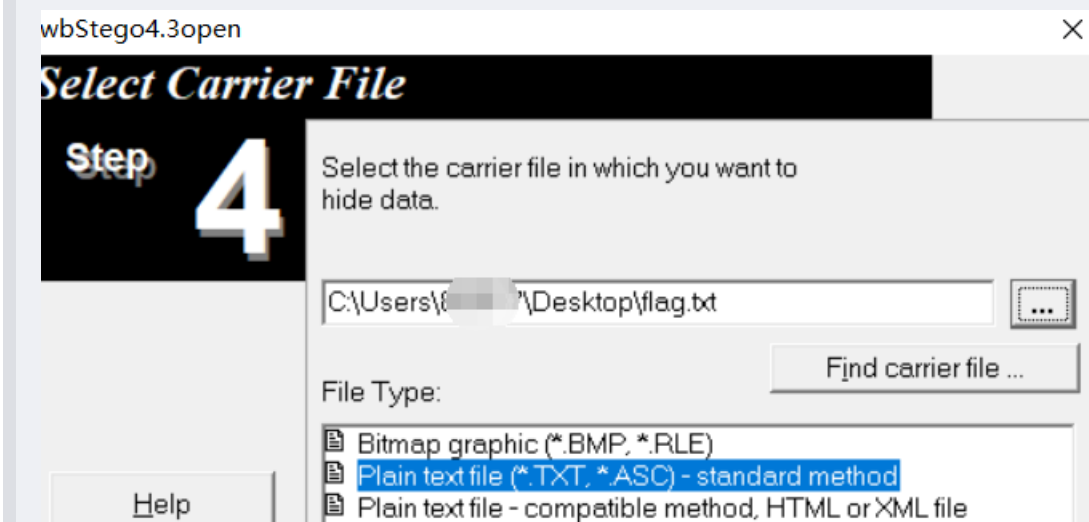 wbStego4.3open
Select Carrier File
Step 4
Select the carrier file in which you want to
hide data.
C:\Users\8 7\Desktop\flag.txt
...
Find carrier file ...
File Type:
Bitmap graphic (*.BMP, *.RLE)
Plain text file (*.TXT, *.ASC) - standard method
Help
Plain text file - compatible method, HTML or XML file